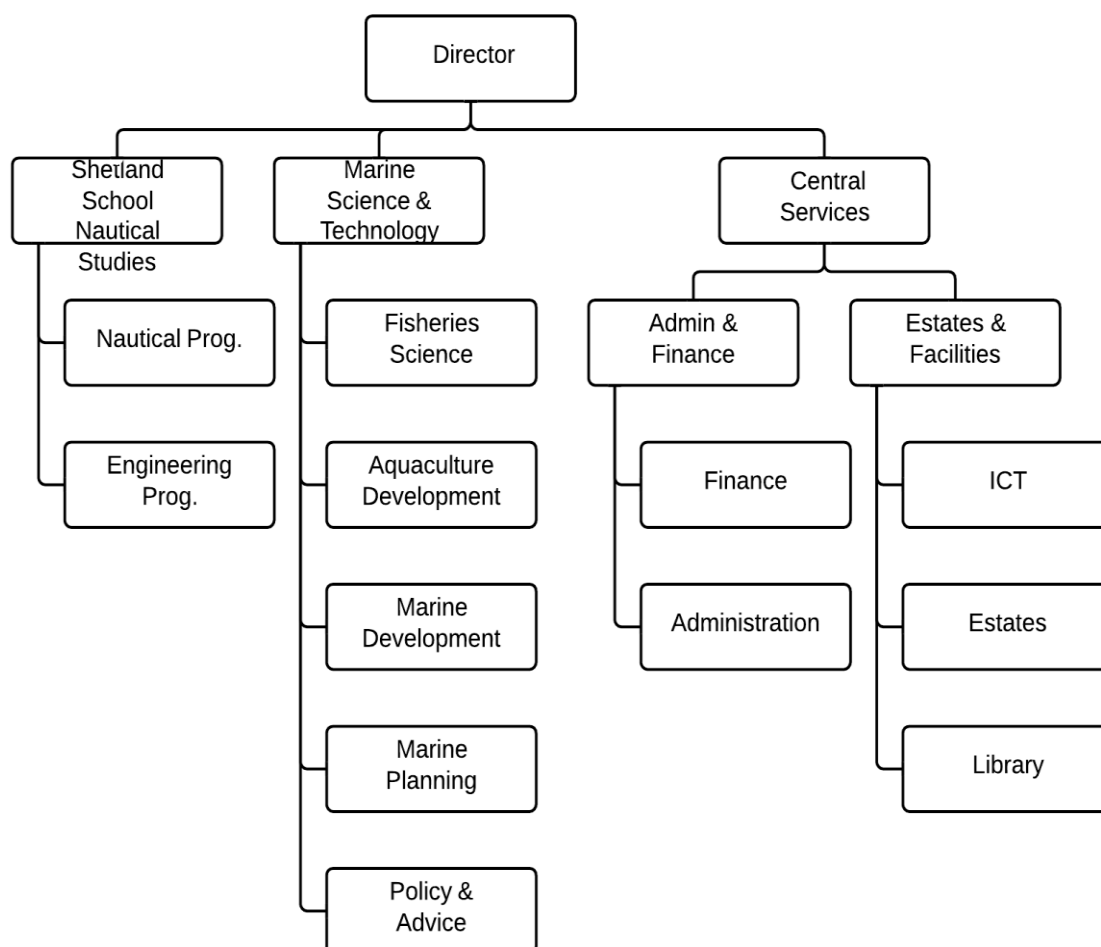 Director
Shetland
School
Nautical
Studies
Marine
Science &
Technology
Central
Services
Nautical Prog.
Engineering
Prog.
Fisheries
Science
Aquaculture
Development
Marine
Development
Marine
Planning
Policy &
Advice
Admin &
Finance
Estates &
Facilities
Finance
Administration
ICT
Estates
Library